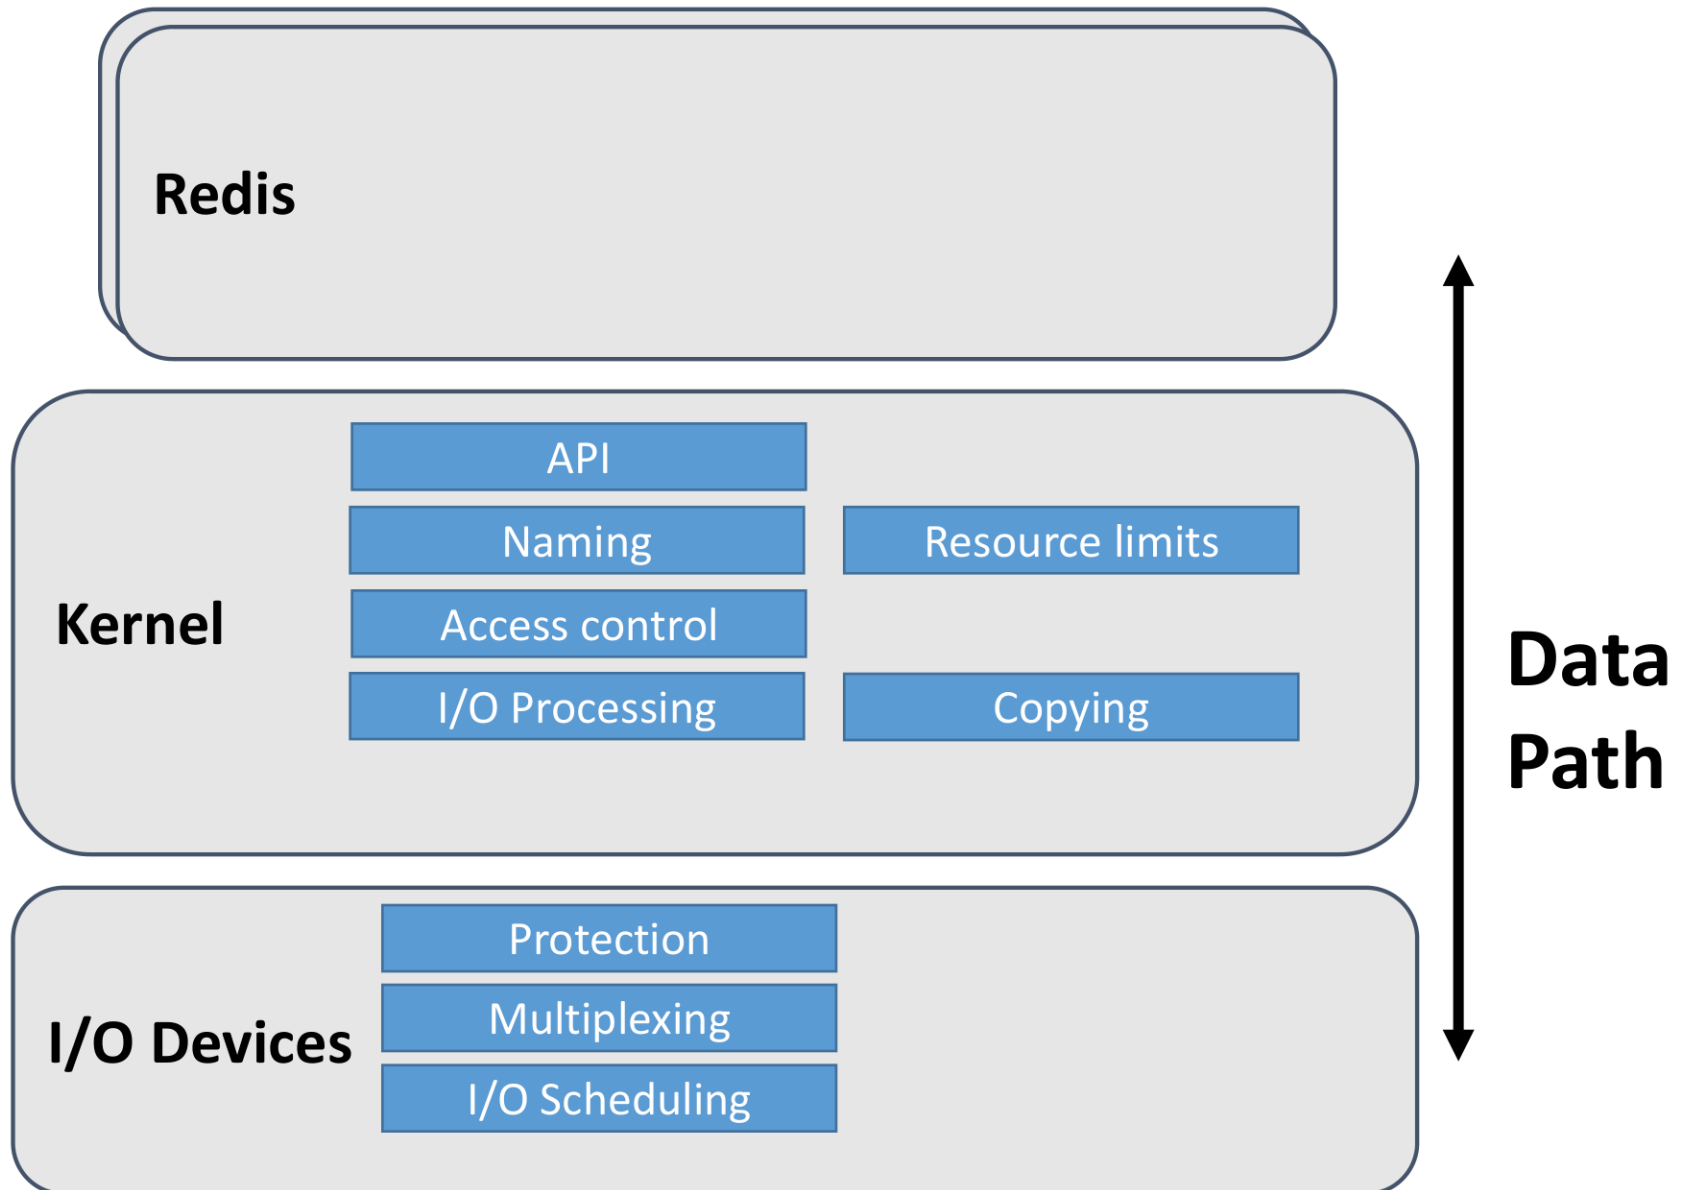 Redis
API
Naming
Resource limits
Kernel
Access control
I/O Processing
Copying
Data
Path
Protection
Multiplexing
I/O Devices
I/O Scheduling